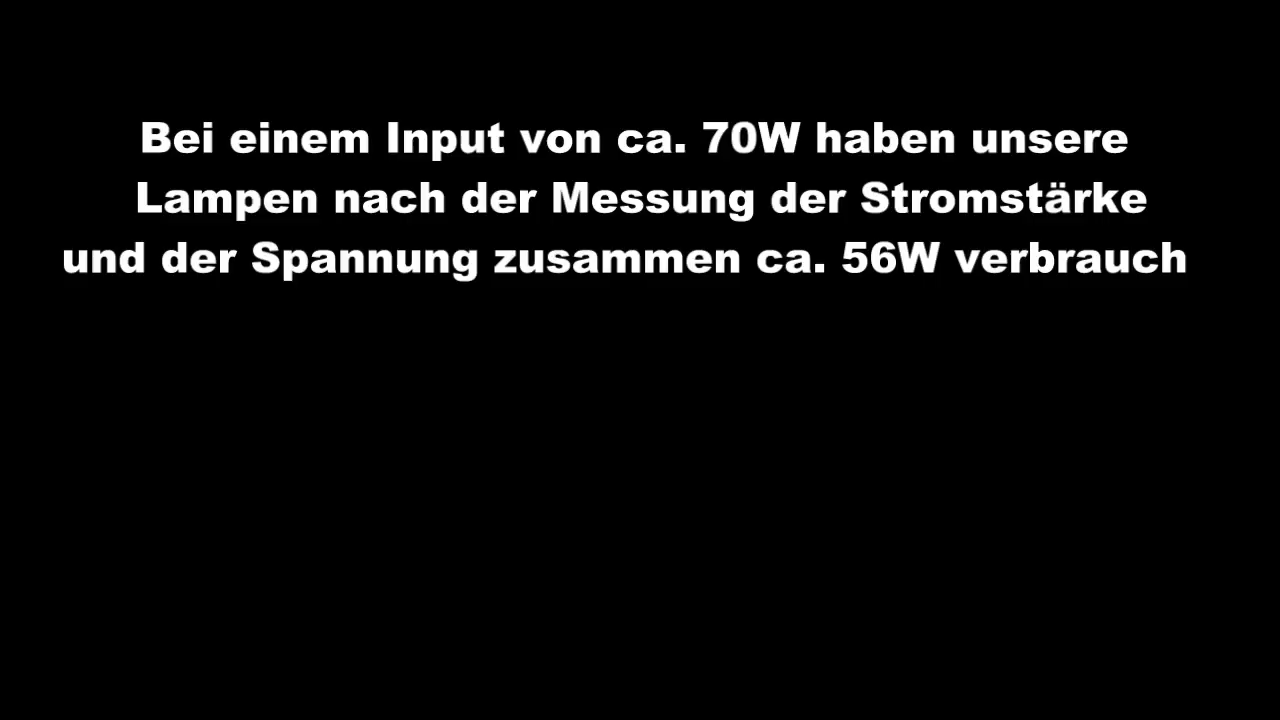 Bei einem Input von ca. 70W haben unsere
Lampen nach der Messung der Stromstärke
und der Spannung zusammen ca. 56W verbrauch